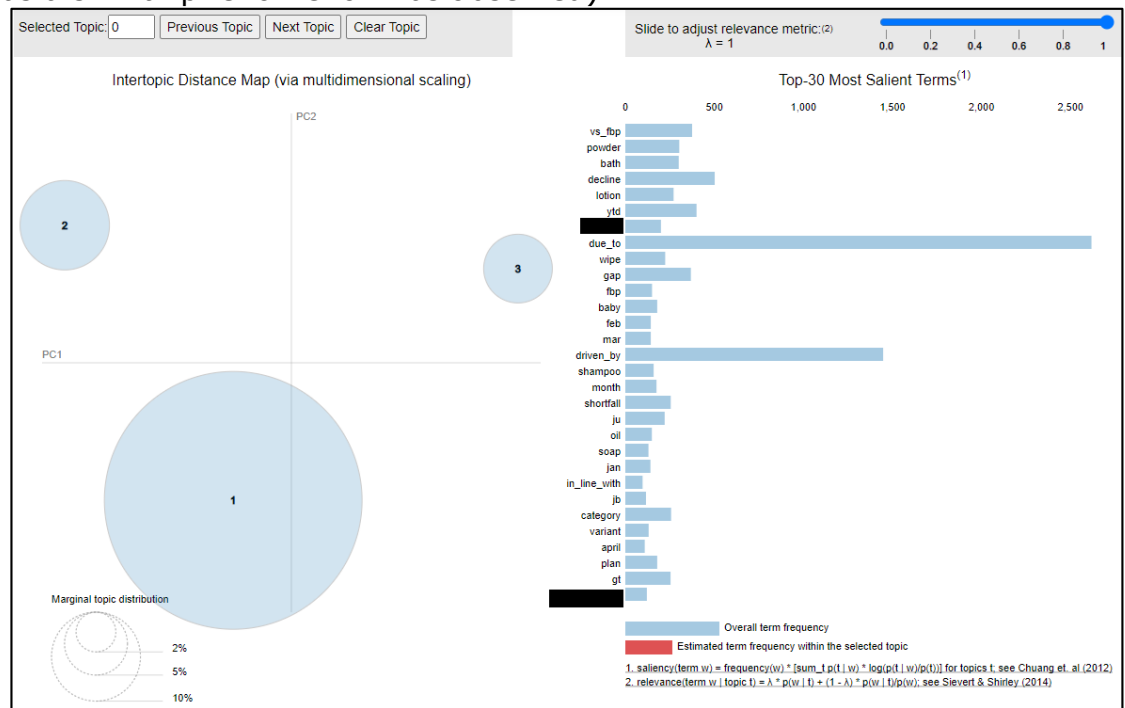 Selected Topic: 0 Previous Topic Next Topic Clear Topic
Slide to adjust relevance metric:(2)
λ = 1
0.0 0.2 0.4 0.6 0.8 1
Intertopic Distance Map (via multidimensional scaling)
PC2
PC1
2
3
1
Marginal topic distribution
2%
5%
10%
Top-30 Most Salient Terms(1)
0 500 1,000 1,500 2,000 2,500
vs_fbp
powder
bath
decline
lotion
ytd
due_to
wipe
gap
fbp
baby
feb
mar
driven_by
shampoo
month
shortfall
ju
oil
soap
jan
in_line_with
jb
category
variant
april
plan
gt
Overall term frequency
Estimated term frequency within the selected topic
1. saliency(term w) = frequency(w) * [sum_t p(t | w) * log(p(t | w)/p(t))] for topics t; see Chuang et. al (2012)
2. relevance(term w | topic t) = λ * p(w | t) + (1 - λ) * p(w | t)/p(w); see Sievert & Shirley (2014)